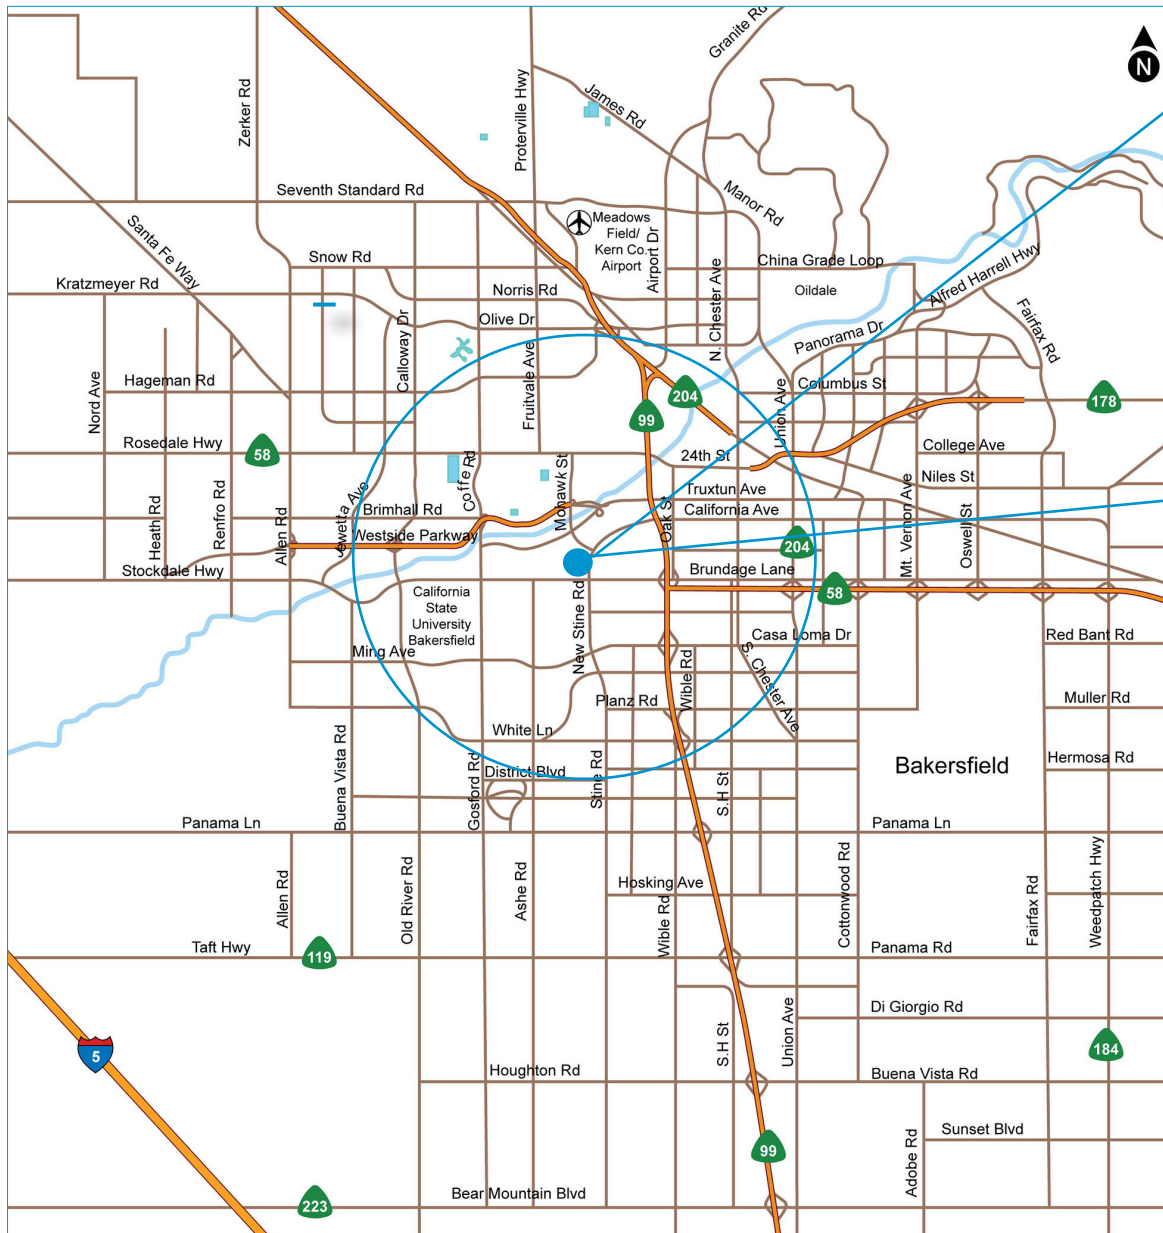 Granite Rd
N
Zerker Rd
Proterville Hwy
James Rd
Seventh Standard Rd
Manor Rd
Santa Fe Way
Meadows
Field/
Kern Co.
Airport
Airport Dr
Snow Rd
China Grade Loop
Kratzmeyer Rd
Norris Rd
Oildale
Alfred Harrell Hwy
N. Chester Ave
Olive Dr
Calloway Dr
Panorama Dr
Fairfax Rd
Fruitvale Ave
Nord Ave
Hageman Rd
Columbus St
204
178
99
Union Ave
Rosedale Hwy
58
24th St
College Ave
Coffe Rd
Mohawk St
Niles St
Jewetta Ave
Truxtun Ave
Heath Rd
Renfro Rd
Allen Rd
Brimhall Rd
Oak St
California Ave
Mt. Vernon Ave
Oswell St
Westside Parkway
204
Stockdale Hwy
Brundage Lane
58
California
State
University
Bakersfield
New Stine Rd
Casa Loma Dr
Red Bant Rd
Ming Ave
Wible Rd
S. Chester Ave
Planz Rd
Muller Rd
White Ln
Buena Vista Rd
Gosford Rd
District Blvd
Stine Rd
S.H St
Bakersfield
Hermosa Rd
Panama Ln
Panama Ln
Allen Rd
Old River Rd
Ashe Rd
Hosking Ave
Wible Rd
Cottonwood Rd
Fairfax Rd
Weedpatch Hwy
Taft Hwy
119
Panama Rd
5
S.H St
Union Ave
Di Giorgio Rd
184
Houghton Rd
Buena Vista Rd
99
Adobe Rd
Sunset Blvd
223
Bear Mountain Blvd